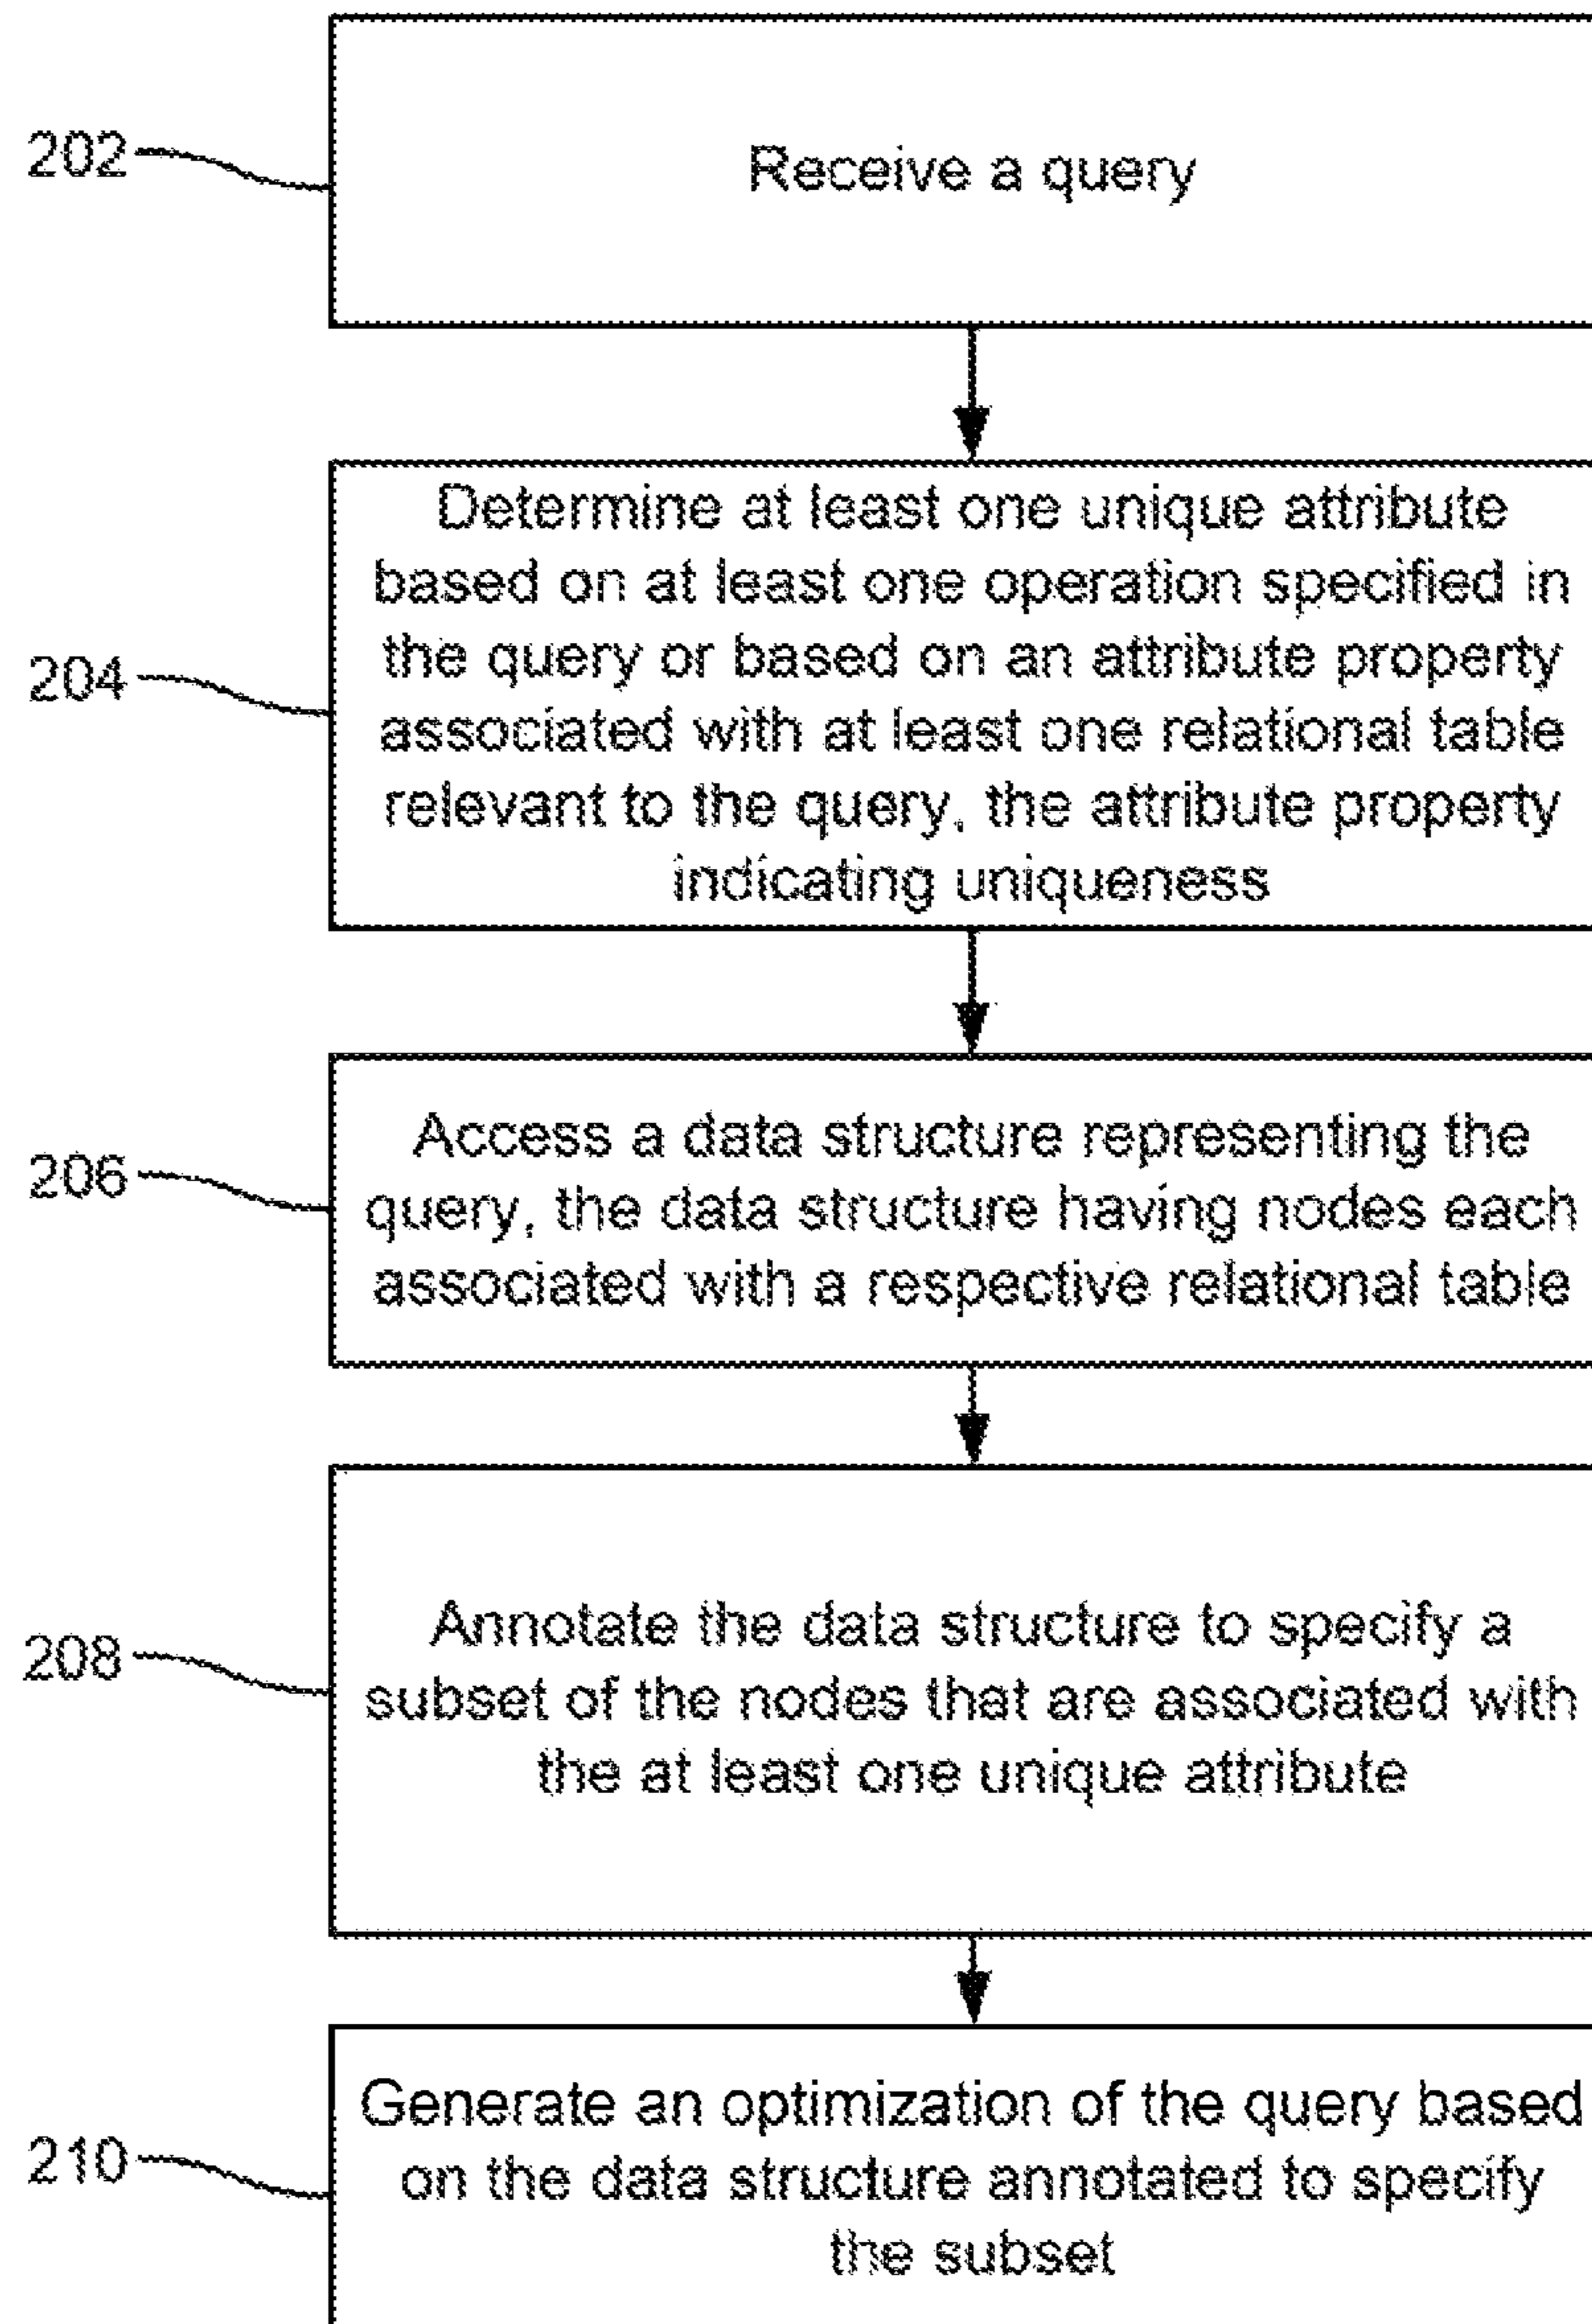 202
Receive a query
204
Determine at least one unique attribute
based on at least one operation specified in
the query or based on an attribute property
associated with at least one relational table
relevant to the query, the attribute property
indicating uniqueness
206
Access a data structure representing the
query, the data structure having nodes each
associated with a respective relational table
208
Annotate the data structure to specify a
subset of the nodes that are associated with
the at least one unique attribute
210
Generate an optimization of the query based
on the data structure annotated to specify
the subset